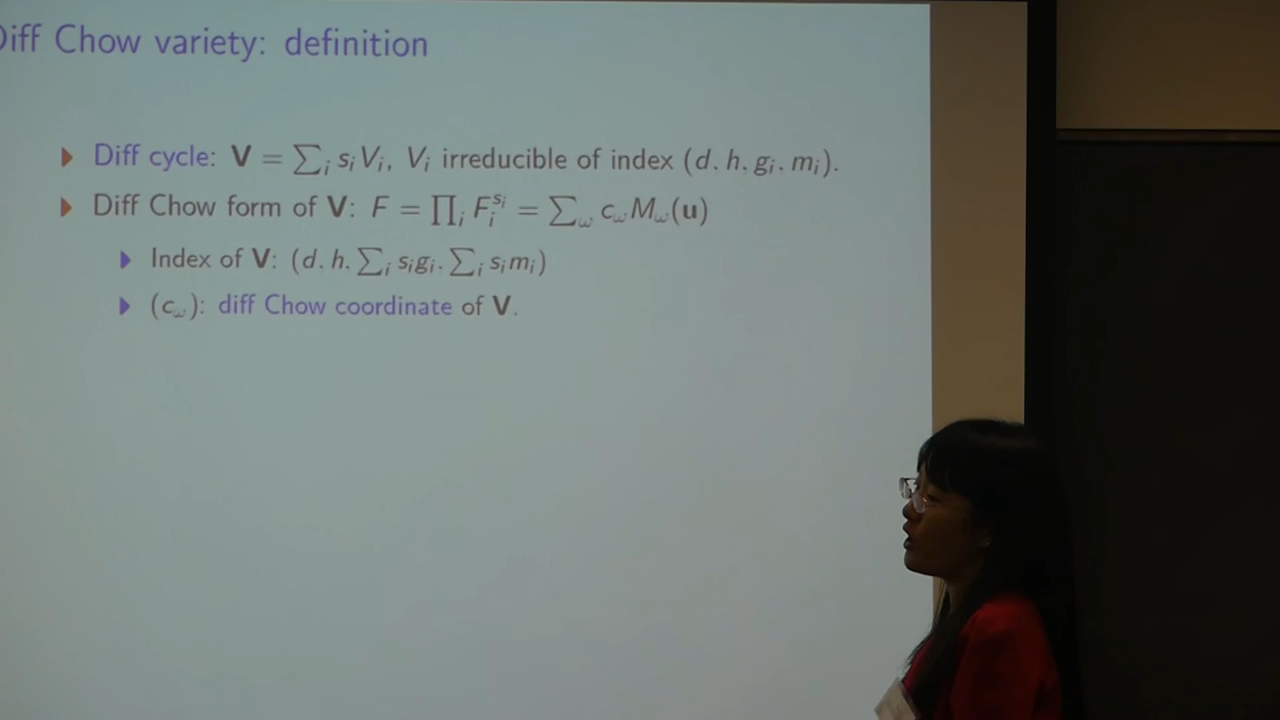 Diff Chow variety: definition
Diff cycle: V = ∑ᵢ sᵢVᵢ, Vᵢ irreducible of index (d, h, gᵢ, mᵢ).
Diff Chow form of V: F = ∏ᵢ Fᵢ^{sᵢ} = ∑_ω c_ω M_ω(u)
Index of V: (d, h, ∑ᵢ sᵢgᵢ, ∑ᵢ sᵢmᵢ)
(c_ω): diff Chow coordinate of V.